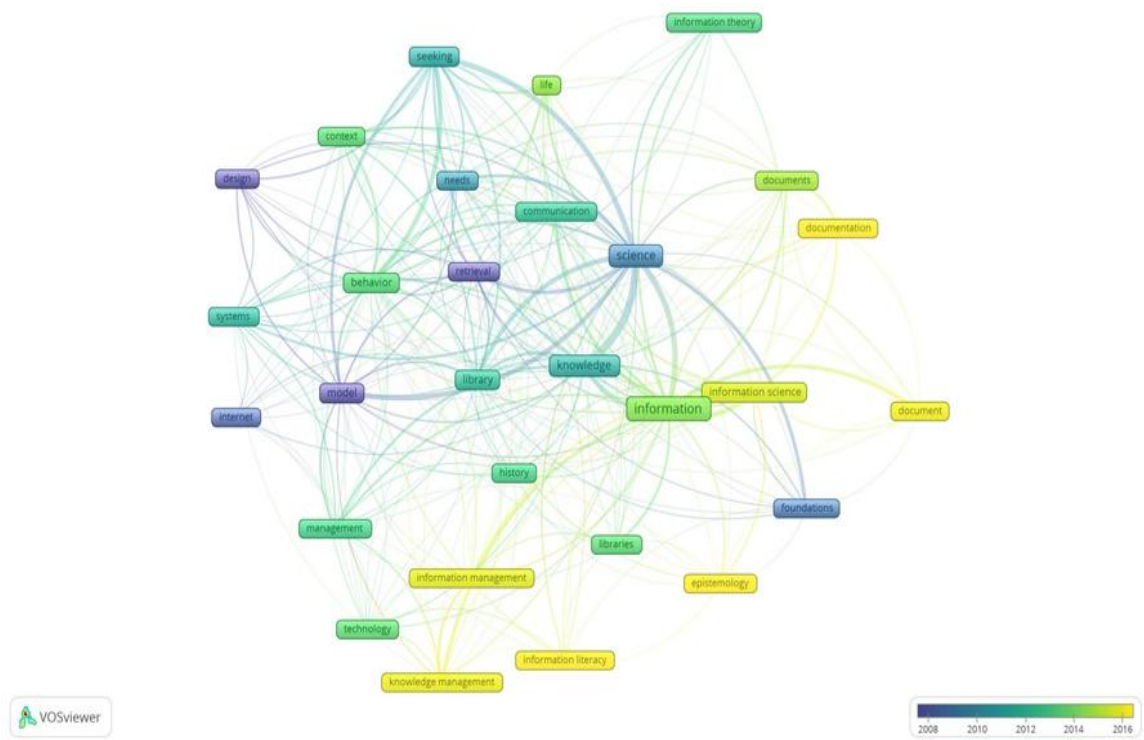 information theory
seeking
life
context
design
needs
documents
communication
documentation
science
retrieval
behavior
systems
knowledge
library
model
information science
information
document
internet
history
foundations
management
libraries
information management
epistemology
technology
information literacy
knowledge management
VOSviewer
2008 2010 2012 2014 2016